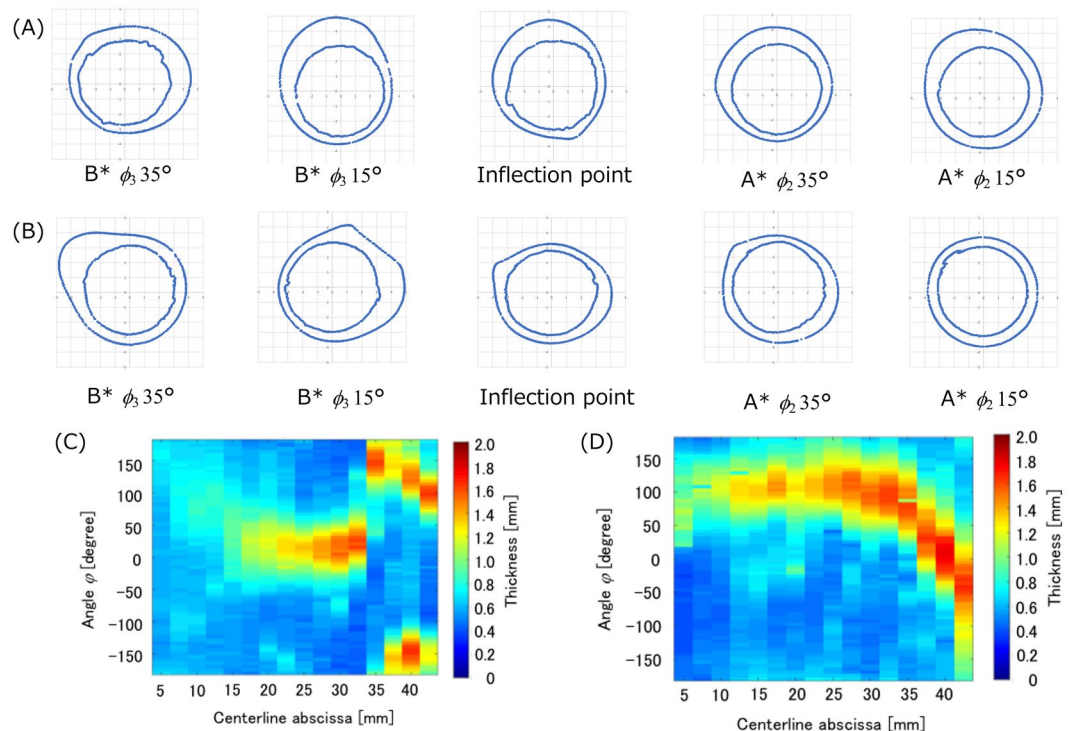 (A)
B* ϕ₃ 35°
B* ϕ₃ 15°
Inflection point
A* ϕ₂ 35°
A* ϕ₂ 15°
(B)
B* ϕ₃ 35°
B* ϕ₃ 15°
Inflection point
A* ϕ₂ 35°
A* ϕ₂ 15°
(C)
Angle φ [degree]
150
100
50
0
-50
-100
-150
5 10 15 20 25 30 35 40
Centerline abscissa [mm]
2.0
1.8
1.6
1.4
1.2
1.0
0.8
0.6
0.4
0.2
0
Thickness [mm]
(D)
Angle φ [degree]
150
100
50
0
-50
-100
-150
5 10 15 20 25 30 35 40
Centerline abscissa [mm]
2.0
1.8
1.6
1.4
1.2
1.0
0.8
0.6
0.4
0.2
0
Thickness [mm]